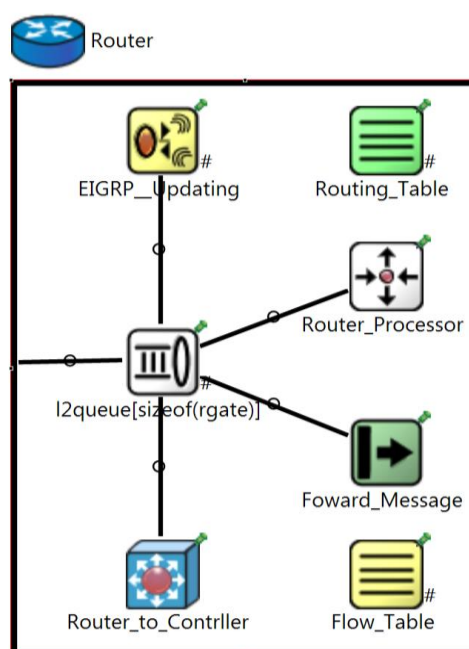 Router
#
EIGRP__Updating
#
Routing_Table
Router_Processor
#
l2queue[sizeof(rgate)]
Foward_Message
Router_to_Contrller
#
Flow_Table